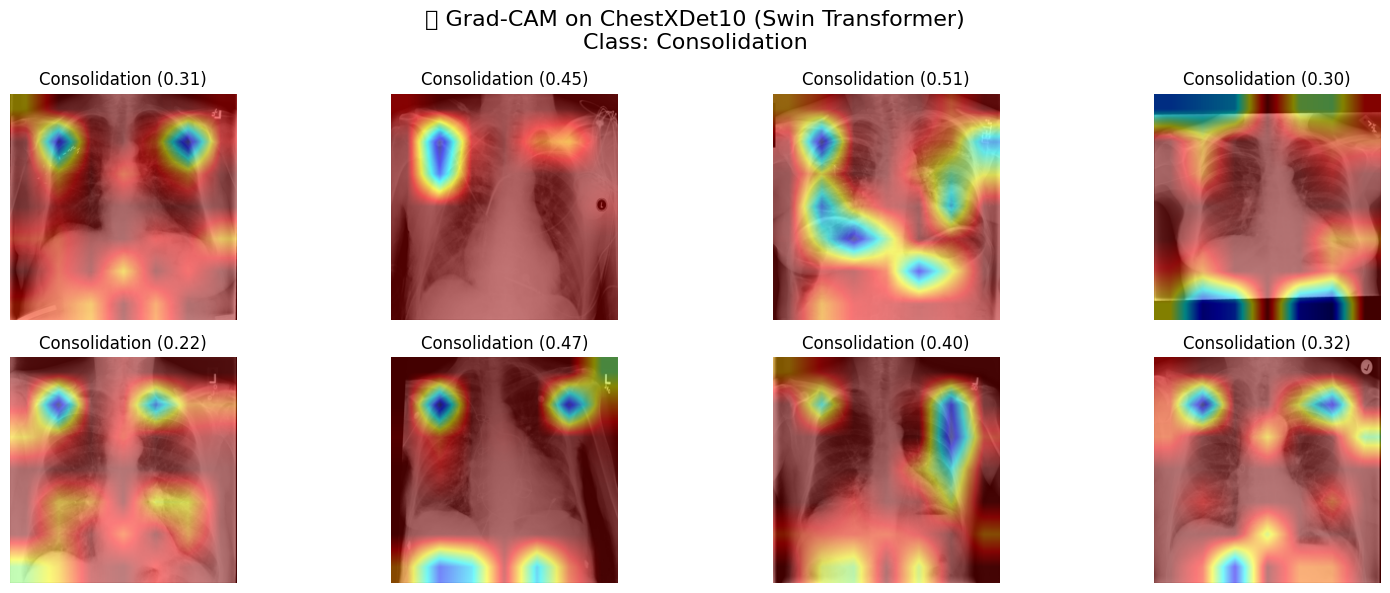 ▯ Grad-CAM on ChestXDet10 (Swin Transformer)
Class: Consolidation
Consolidation (0.31)
Consolidation (0.45)
Consolidation (0.51)
Consolidation (0.30)
Consolidation (0.22)
Consolidation (0.47)
Consolidation (0.40)
Consolidation (0.32)